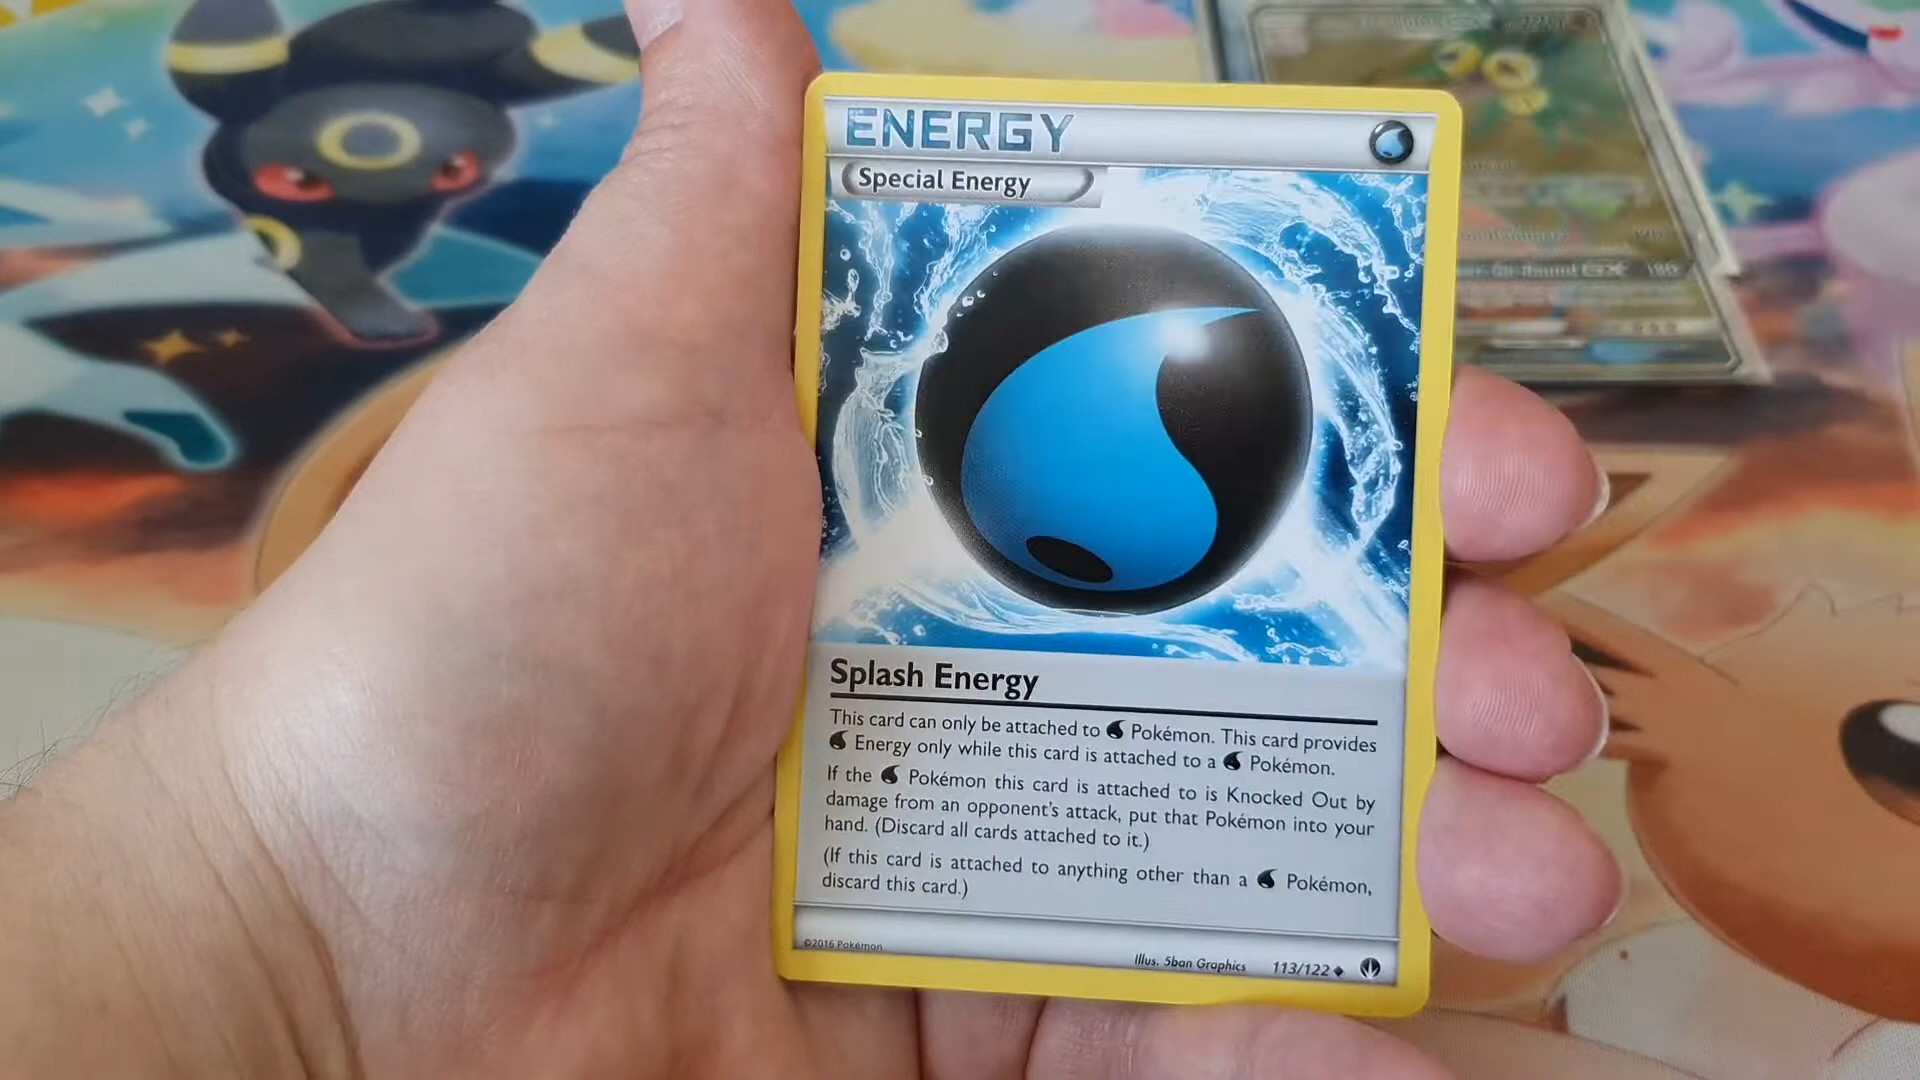 ENERGY
Special Energy
Splash Energy
This card can only be attached to Pokémon. This card provides
Energy only while this card is attached to a Pokémon.
If the Pokémon this card is attached to is Knocked Out by
damage from an opponent's attack, put that Pokémon into your
hand. (Discard all cards attached to it.)
(If this card is attached to anything other than a Pokémon,
discard this card.)
©2016 Pokémon
Illus. 5ban Graphics 113/122